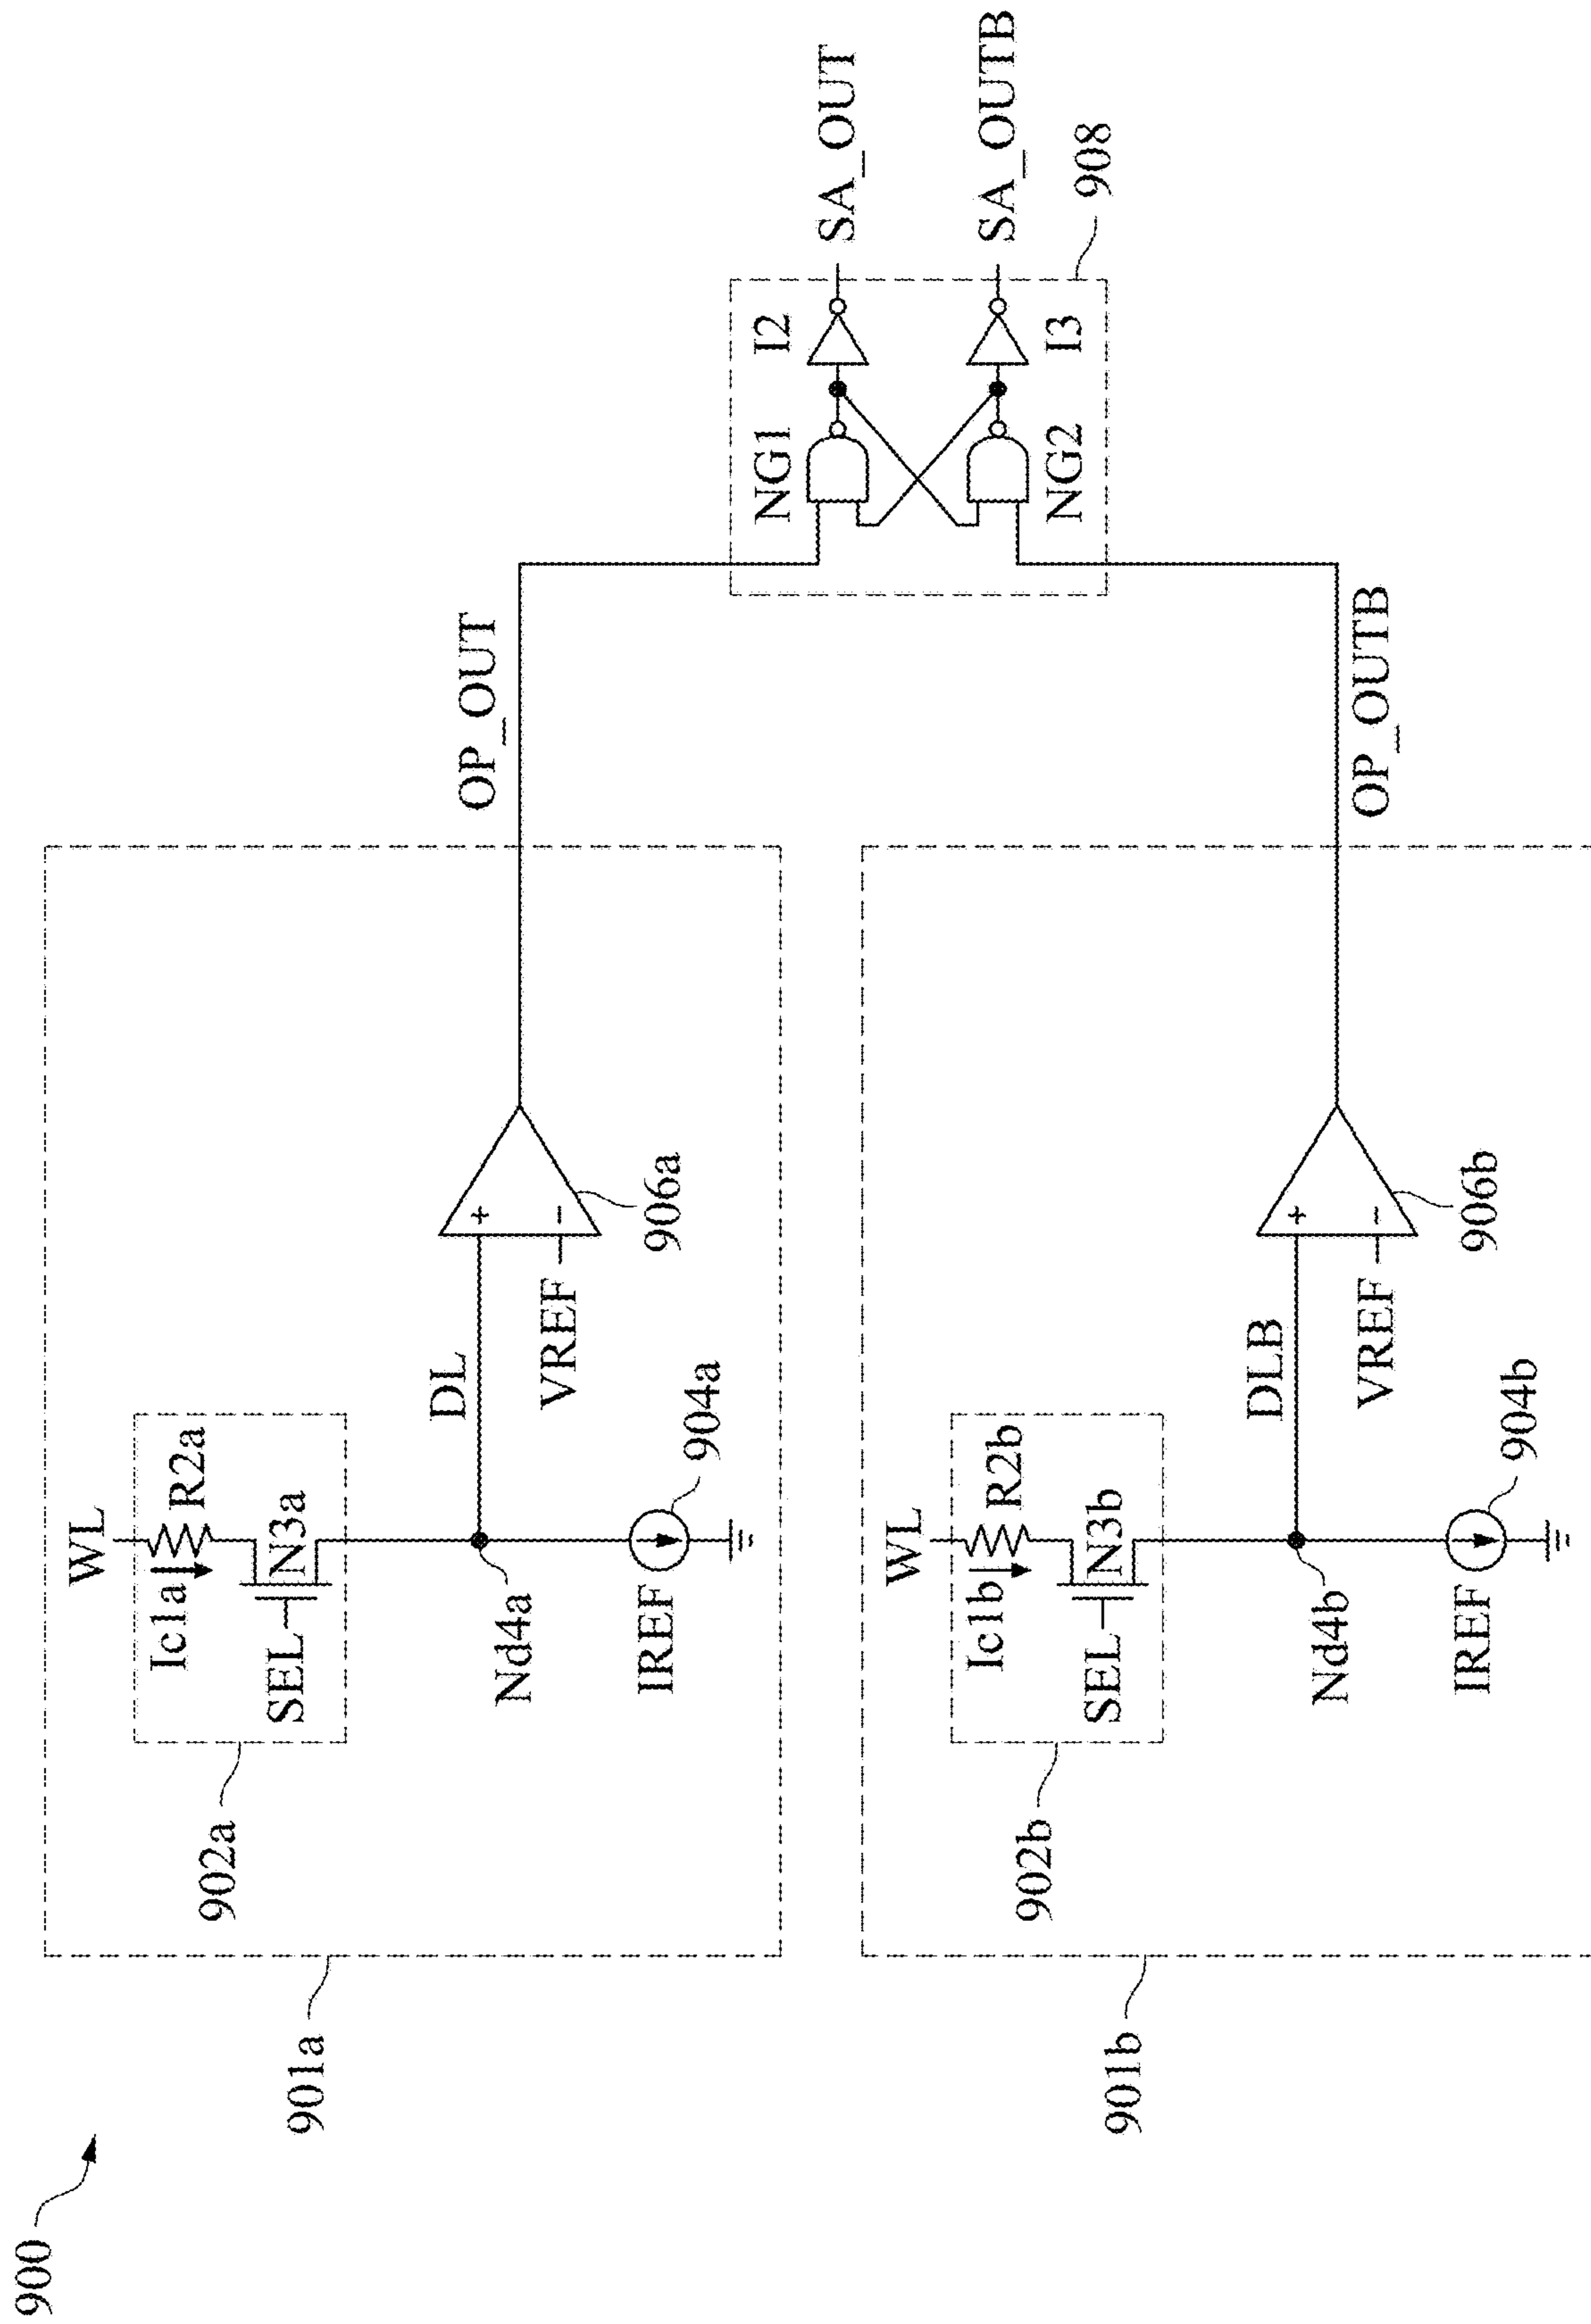 900
901a
902a
WL
Ic1a
R2a
SEL
N3a
Nd4a
DL
IREF
904a
VREF
+
−
906a
OP_OUT
901b
902b
WL
Ic1b
R2b
SEL
N3b
Nd4b
DLB
IREF
904b
VREF
+
−
906b
OP_OUTB
NG1
I2
SA_OUT
NG2
I3
SA_OUTB
908